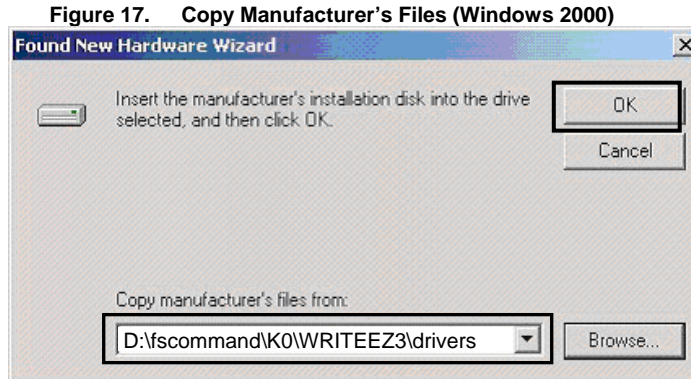 Figure 17. Copy Manufacturer’s Files (Windows 2000)
Found New Hardware Wizard
Insert the manufacturer's installation disk into the drive
selected, and then click OK.
OK
Cancel
Copy manufacturer's files from:
D:\fscommand\K0\WRITEEZ3\drivers
Browse...